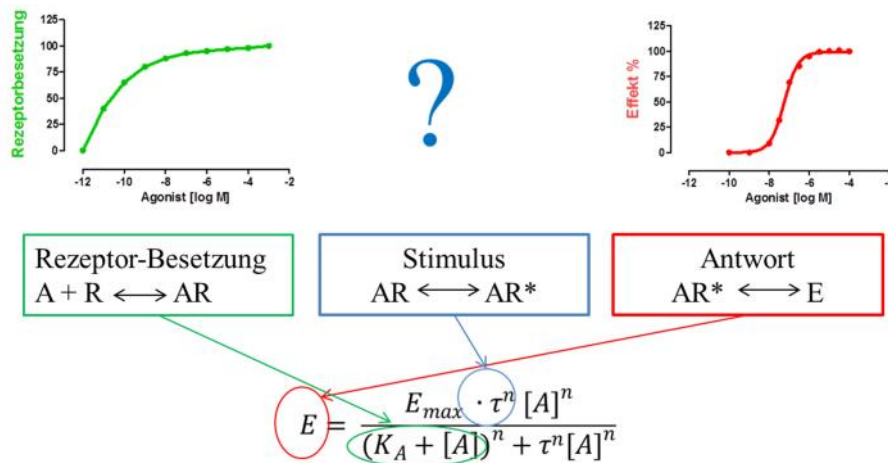 Rezeptorbesetzung
125
100
75
50
25
0
-12 -10 -8 -6 -4 -2
Agonist [log M]
?
Effekt %
125
100
75
50
25
0
-12 -10 -8 -6 -4 -2
Agonist [log M]
Rezeptor-Besetzung
A + R ⟷ AR
Stimulus
AR ⟷ AR*
Antwort
AR* ⟷ E
E = E_max · τ^n [A]^n / (K_A + [A])^n + τ^n[A]^n